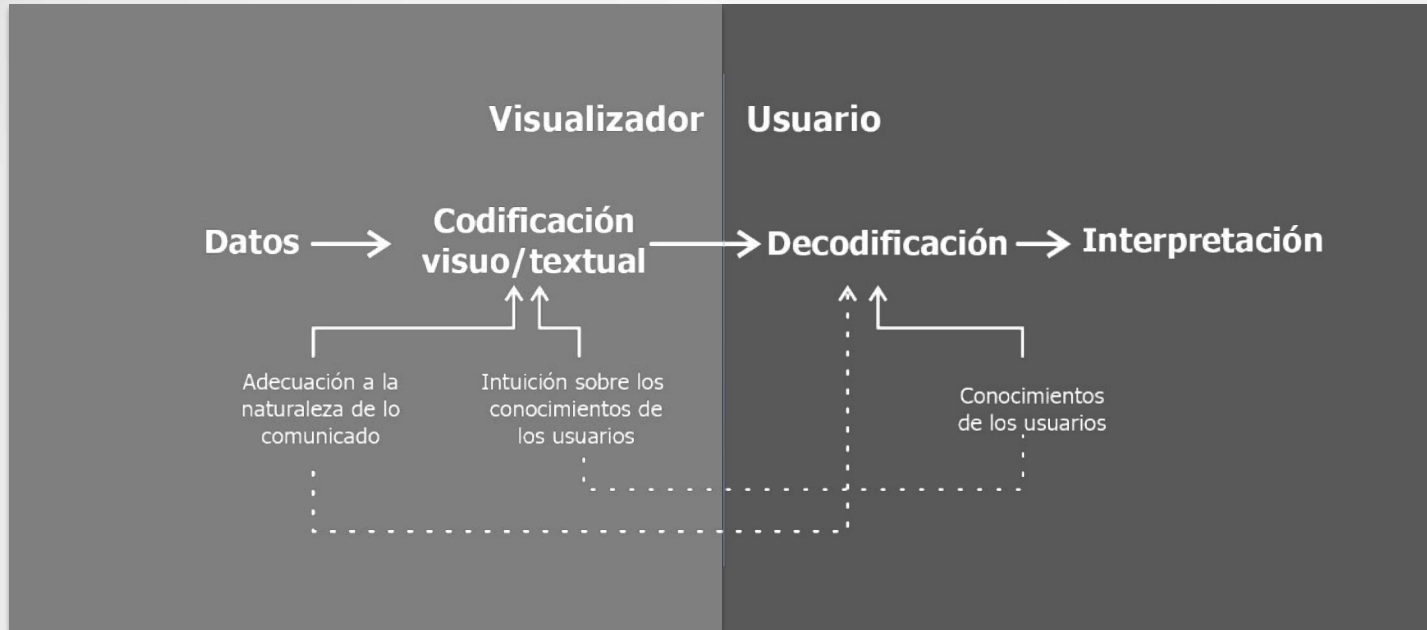 Visualizador
Usuario
Datos
Codificación
visuo/textual
Decodificación
Interpretación
Adecuación a la
naturaleza de lo
comunicado
Intuición sobre los
conocimientos de
los usuarios
Conocimientos
de los usuarios